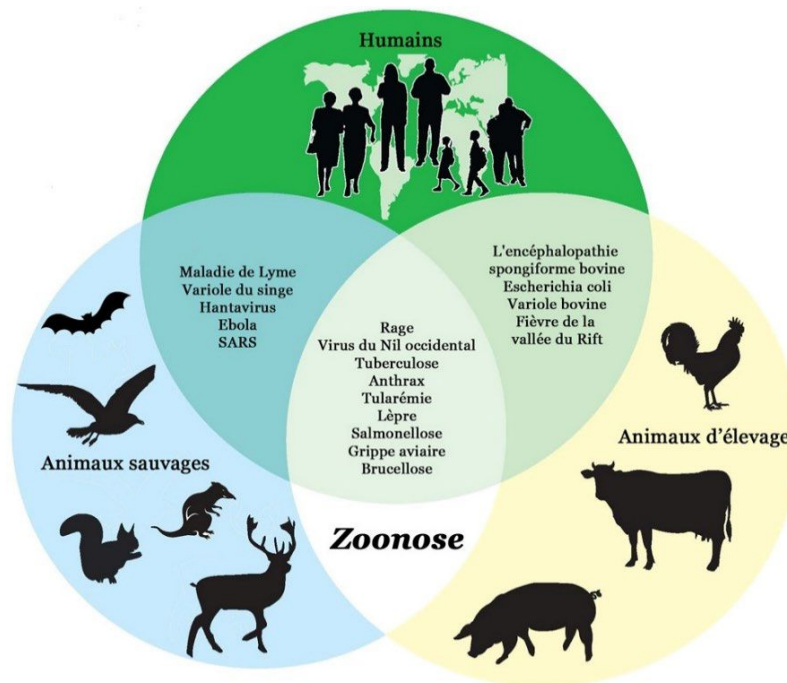 Humains
Maladie de Lyme
Variole du singe
Hantavirus
Ebola
SARS
L'encéphalopathie
spongiforme bovine
Escherichia coli
Variole bovine
Fièvre de la
vallée du Rift
Rage
Virus du Nil occidental
Tuberculose
Anthrax
Tularémie
Lèpre
Salmonellose
Grippe aviaire
Brucellose
Animaux sauvages
Animaux d'élevage
Zoonose